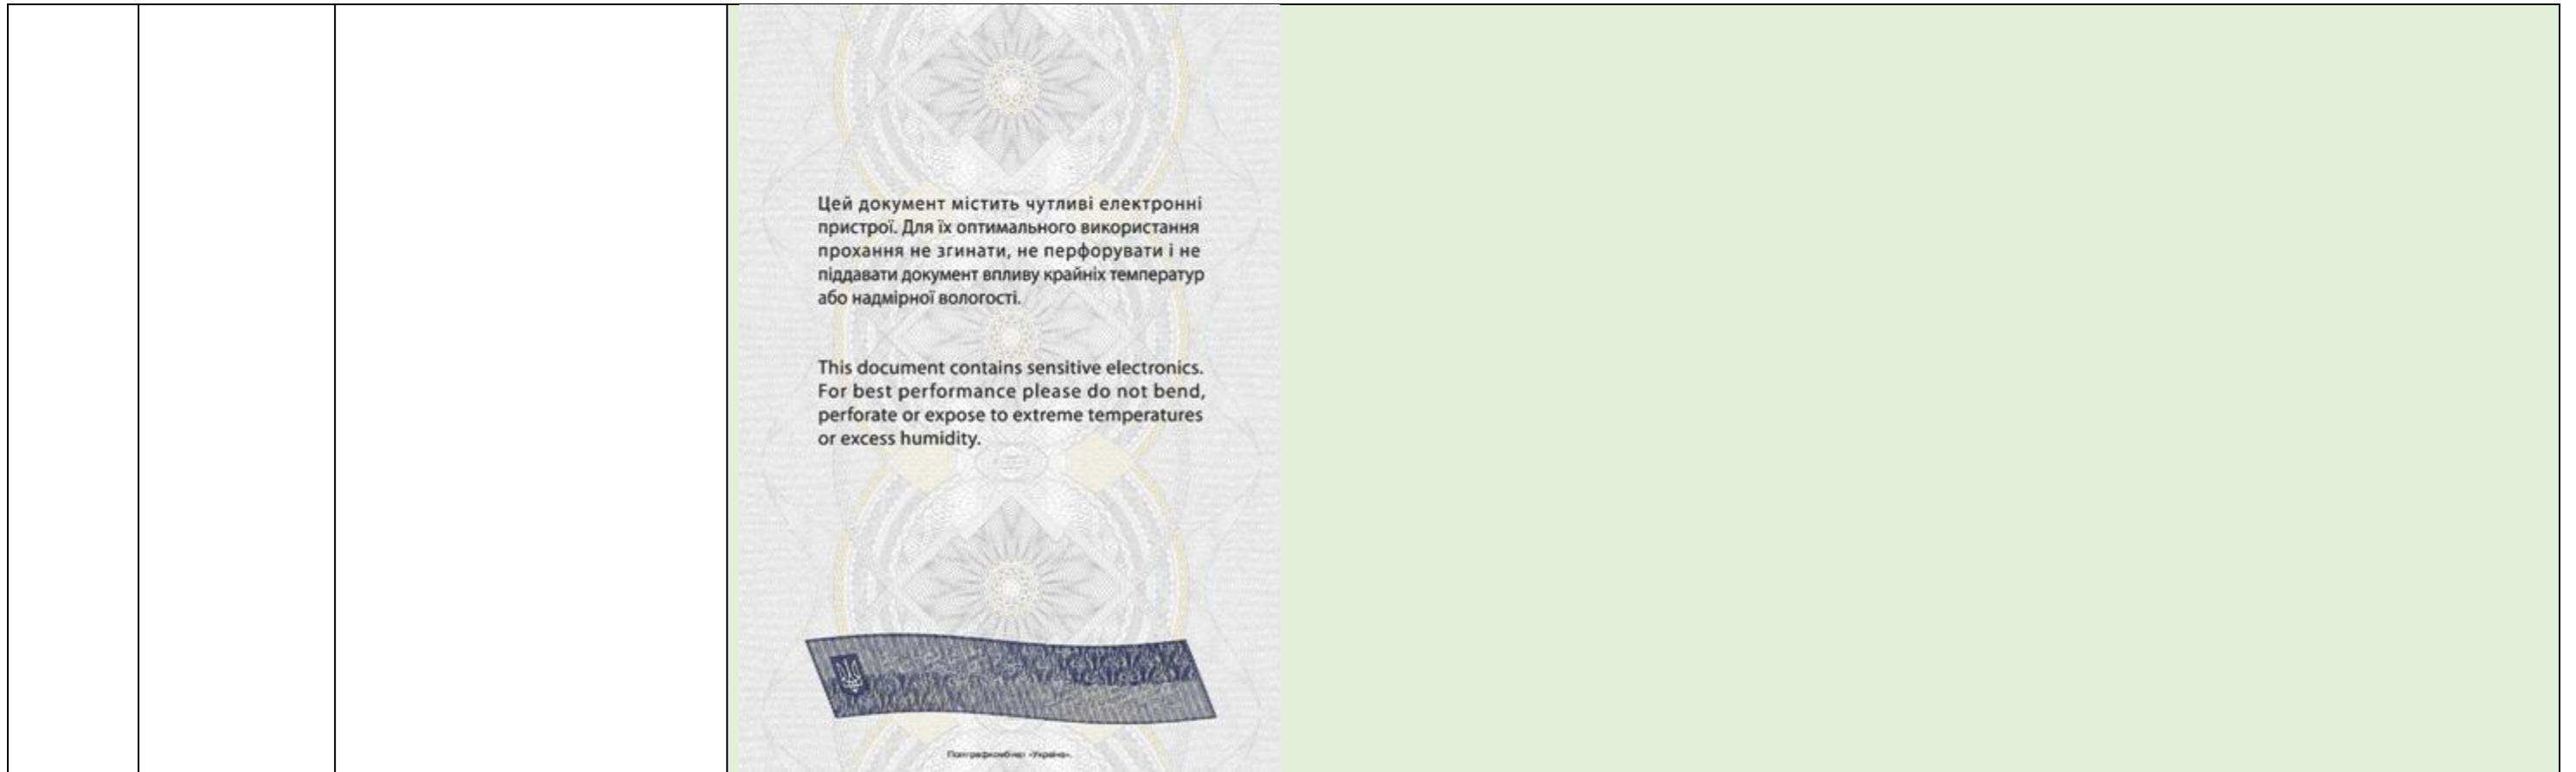 Цей документ містить чутливі електронні
пристрої. Для їх оптимального використання
прохання не згинати, не перфорувати і не
піддавати документ впливу крайніх температур
або надмірної вологості.
This document contains sensitive electronics.
For best performance please do not bend,
perforate or expose to extreme temperatures
or excess humidity.
Поліграфкомбінат «Україна».